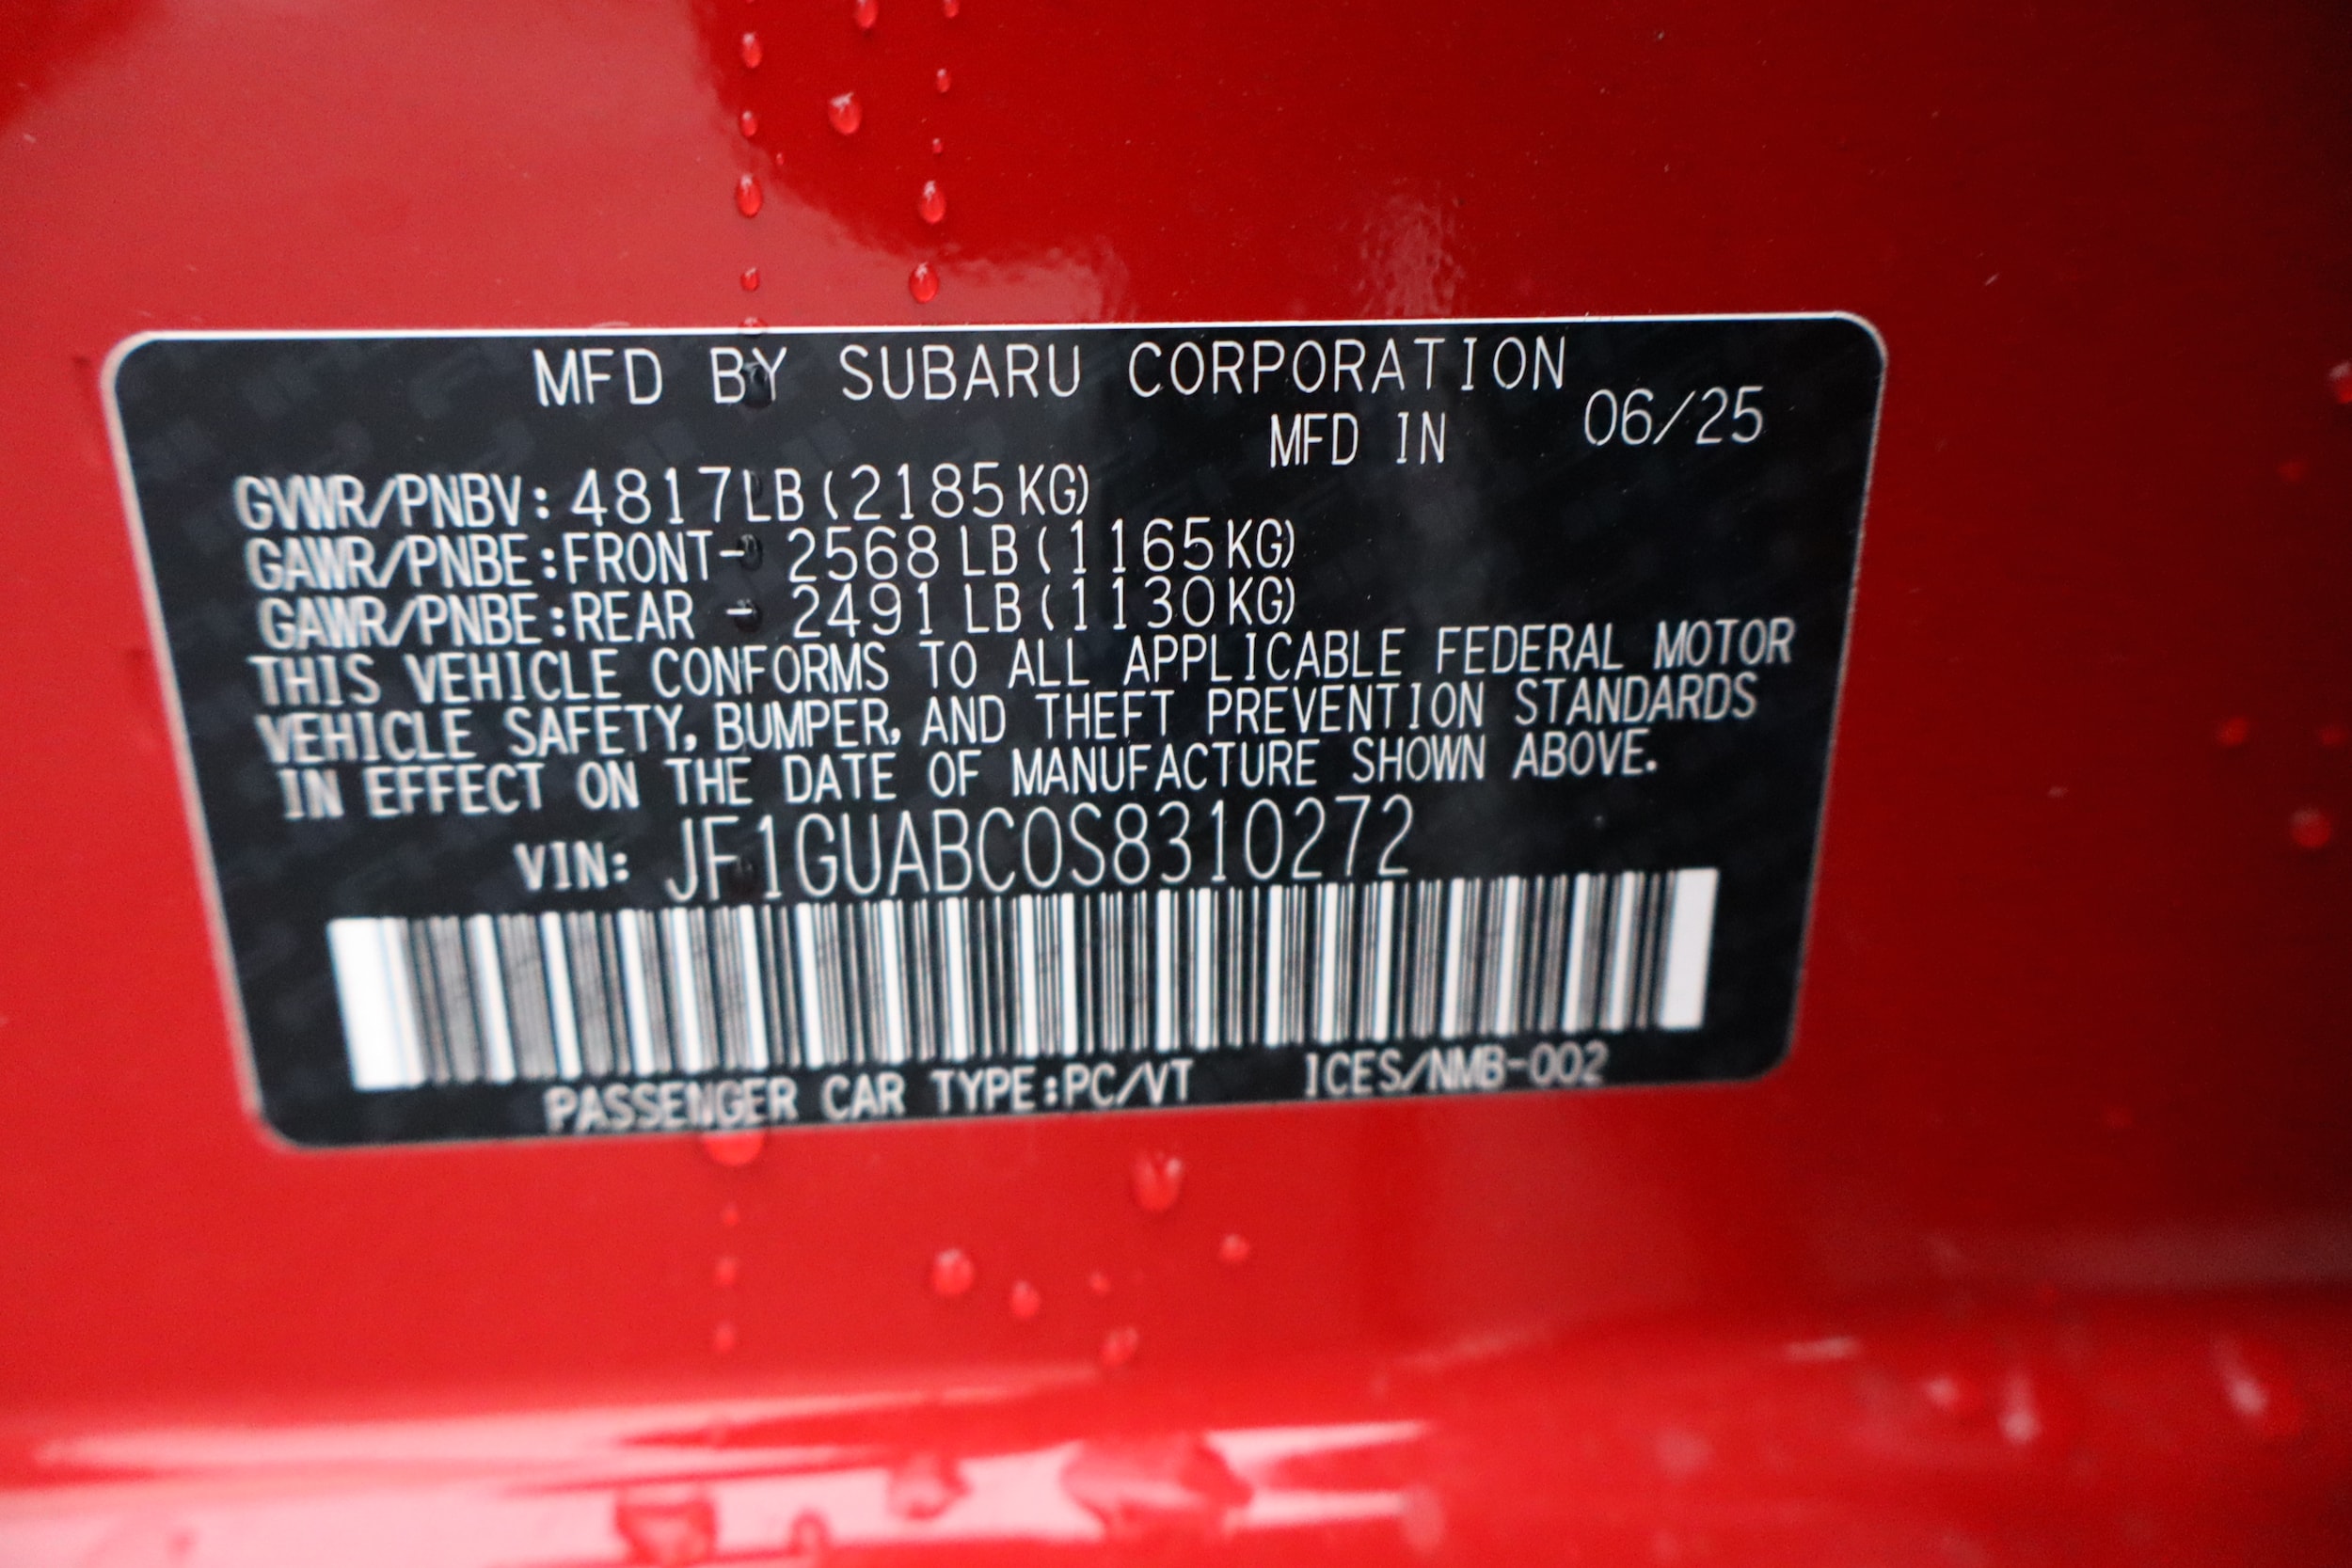 MFD BY SUBARU CORPORATION
MFD IN 06/25
GVWR/PNBV: 4817LB (2185KG)
GAWR/PNBE:FRONT- 2568 LB (1165KG)
GAWR/PNBE:REAR - 2491 LB (1130KG)
THIS VEHICLE CONFORMS TO ALL APPLICABLE FEDERAL MOTOR
VEHICLE SAFETY, BUMPER, AND THEFT PREVENTION STANDARDS
IN EFFECT ON THE DATE OF MANUFACTURE SHOWN ABOVE.
VIN: JF1GUABC0S8310272
PASSENGER CAR TYPE:PC/VT ICES/NMB-002